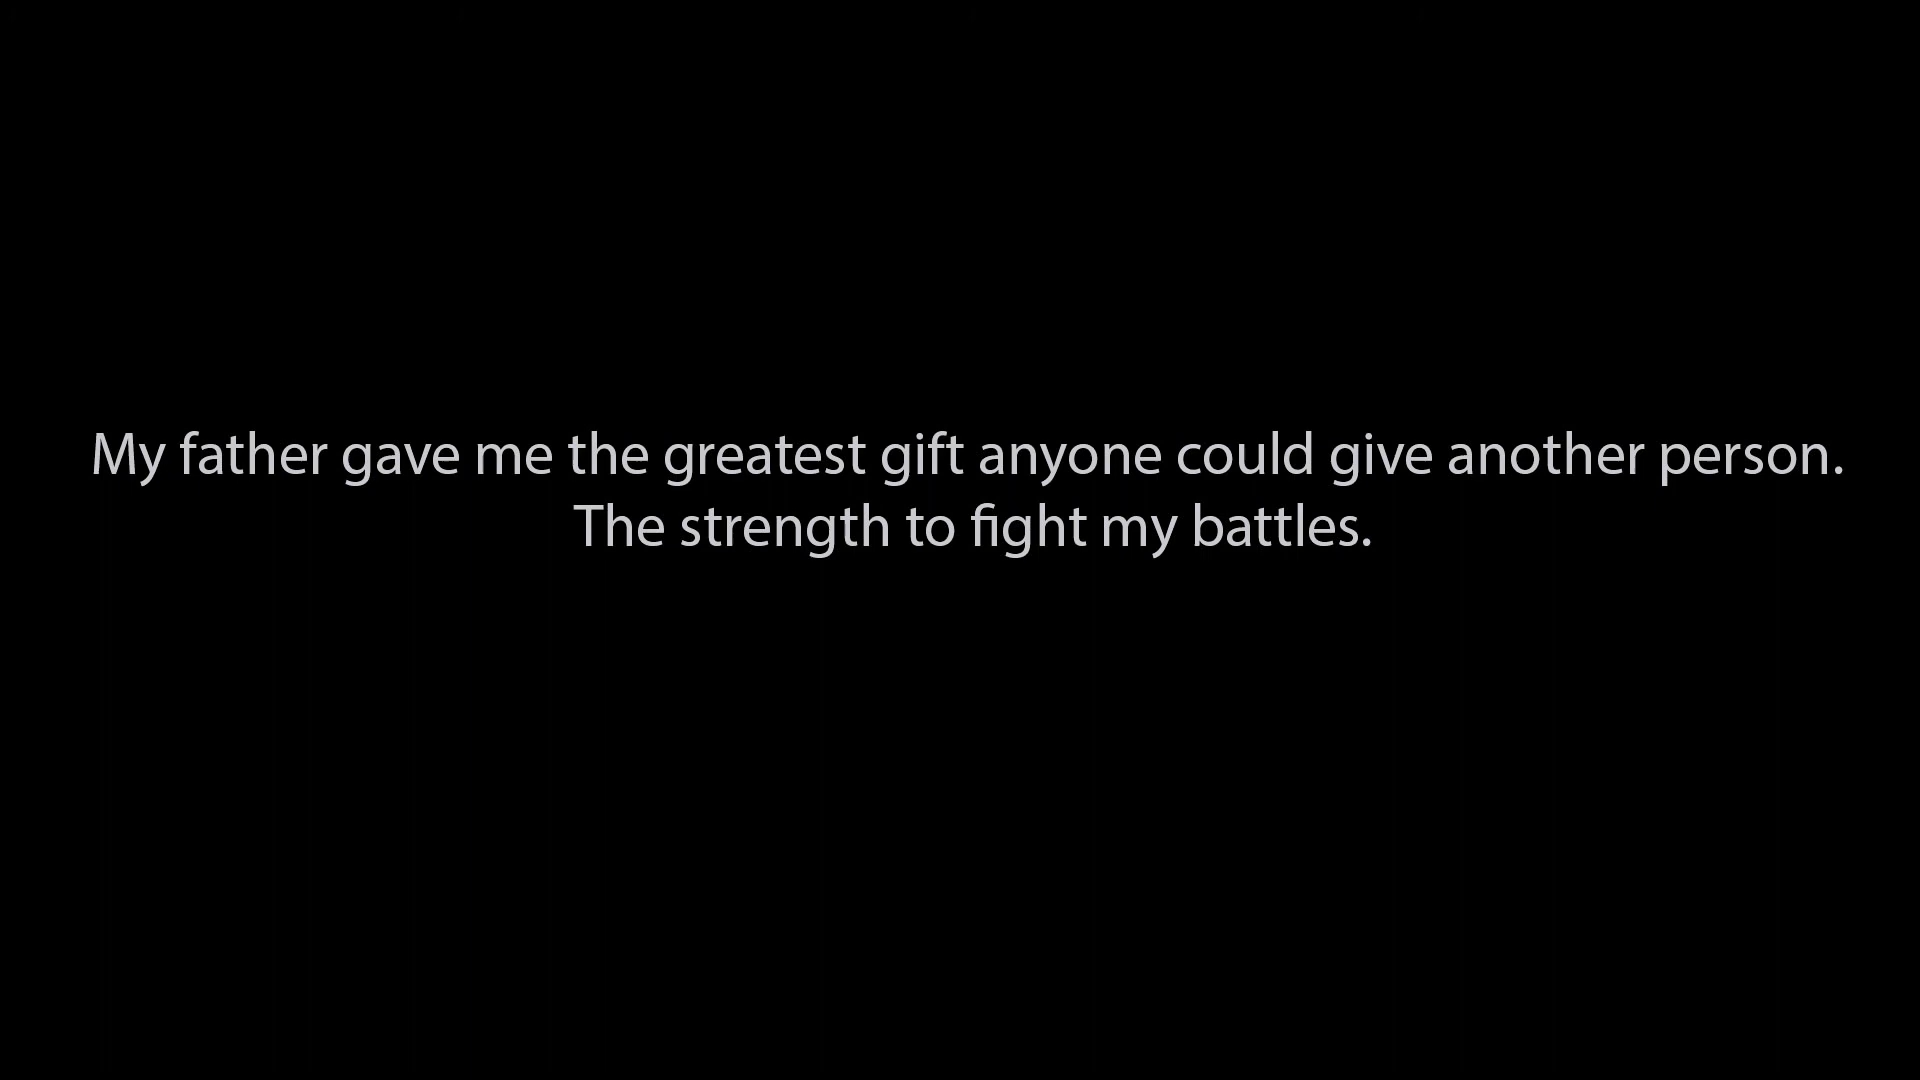 My father gave me the greatest gift anyone could give another person.
The strength to fight my battles.